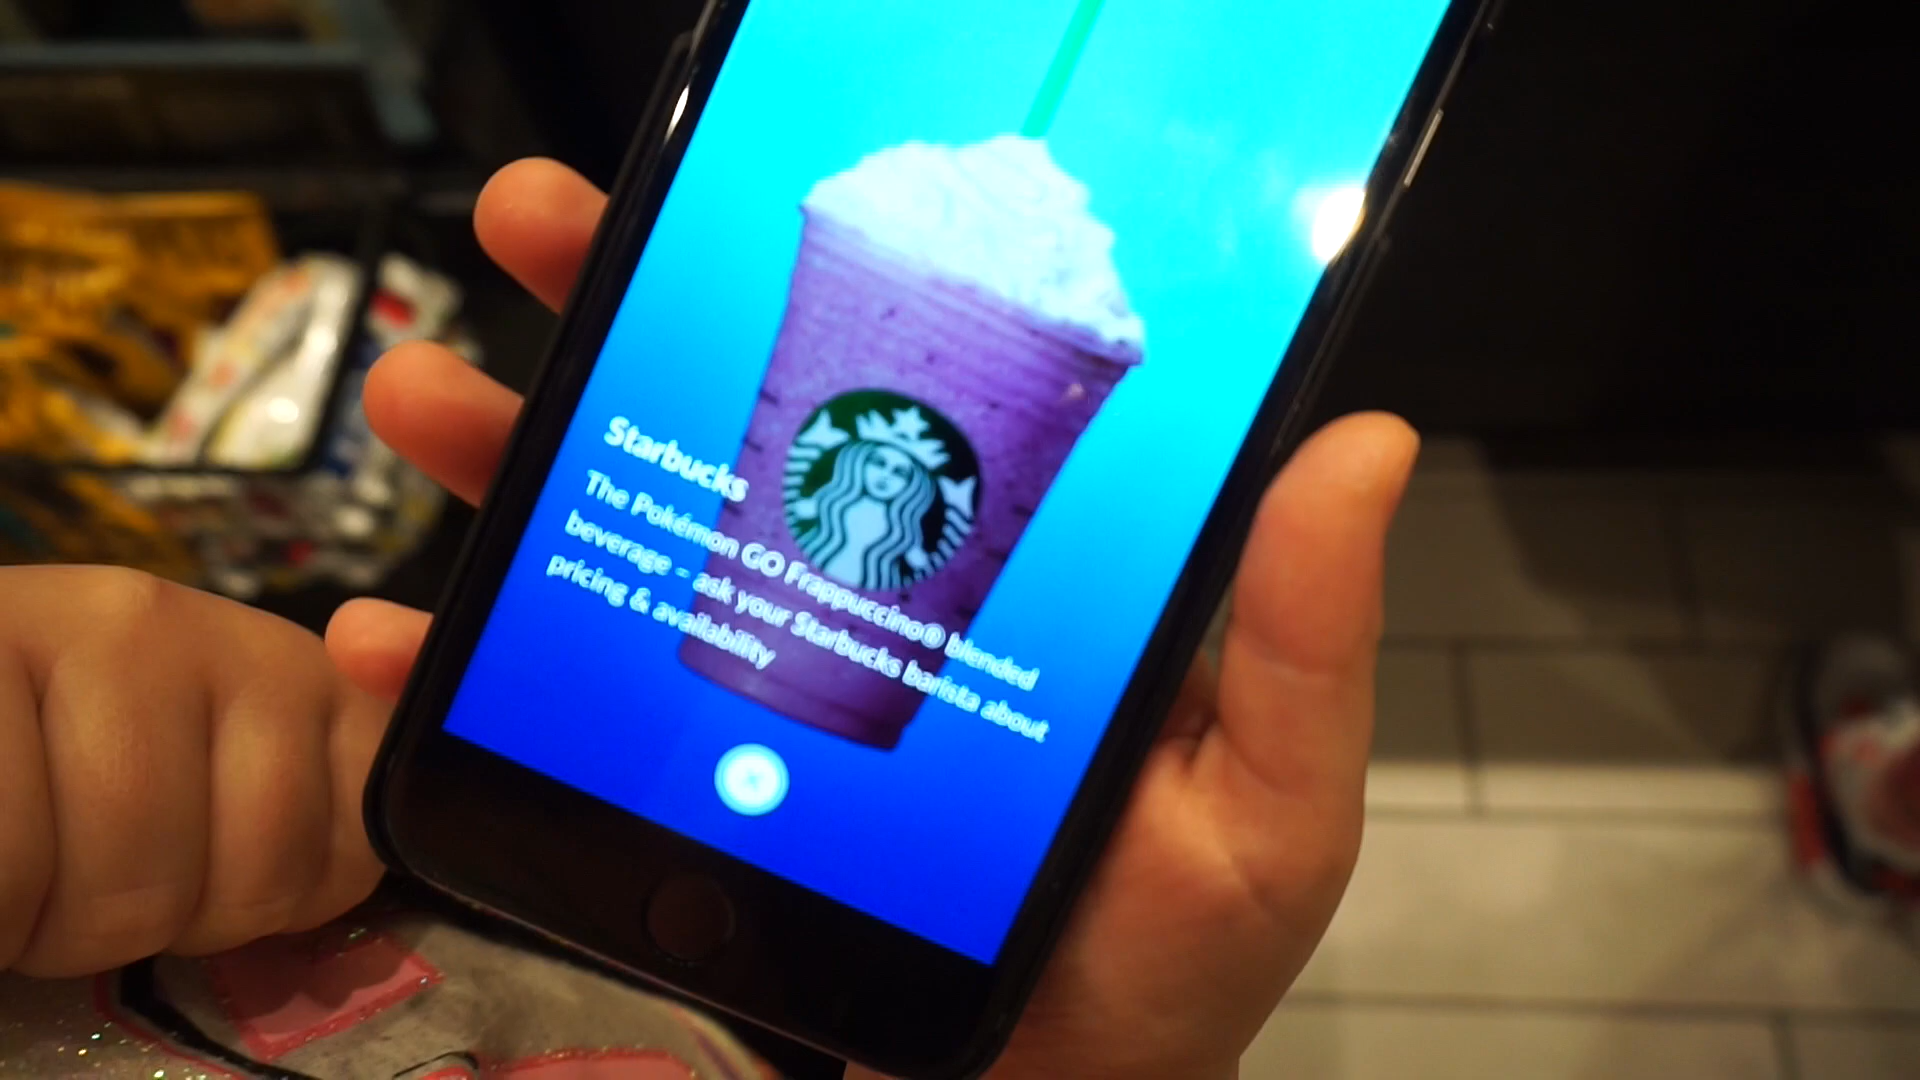 Starbucks
The Pokémon GO Frappuccino® blended
beverage – ask your Starbucks barista about
pricing & availability